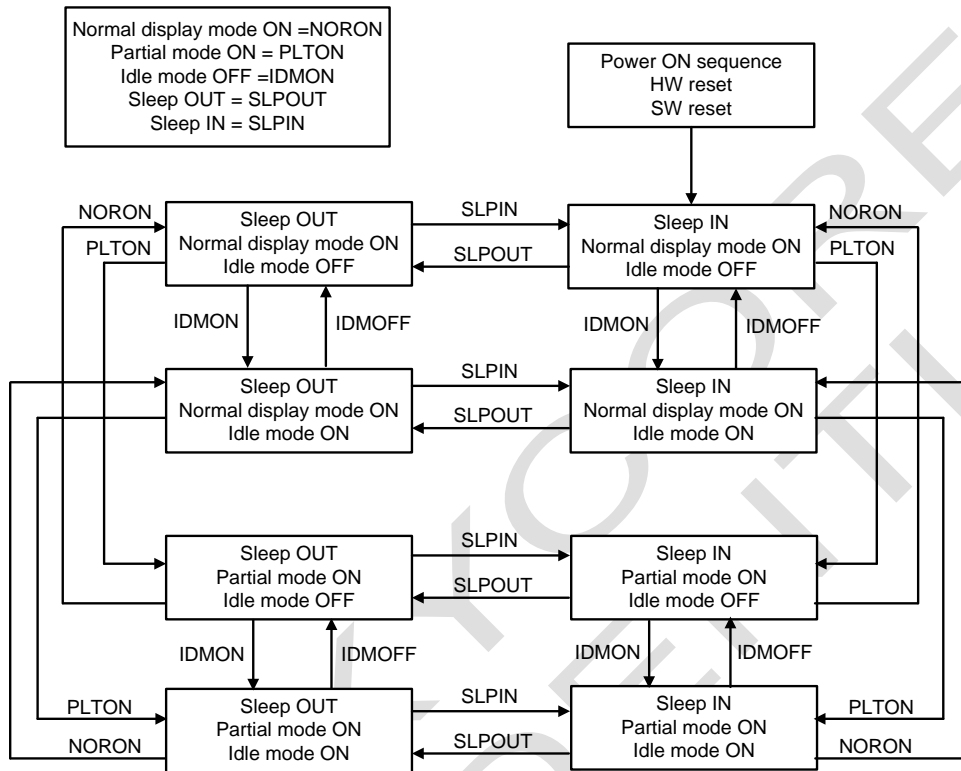 Normal display mode ON =NORON
Partial mode ON = PLTON
Idle mode OFF =IDMON
Sleep OUT = SLPOUT
Sleep IN = SLPIN
Power ON sequence
HW reset
SW reset
NORON
PLTON
Sleep OUT
Normal display mode ON
Idle mode OFF
SLPIN
SLPOUT
Sleep IN
Normal display mode ON
Idle mode OFF
NORON
PLTON
IDMON
IDMOFF
IDMON
IDMOFF
Sleep OUT
Normal display mode ON
Idle mode ON
SLPIN
SLPOUT
Sleep IN
Normal display mode ON
Idle mode ON
Sleep OUT
Partial mode ON
Idle mode OFF
SLPIN
SLPOUT
Sleep IN
Partial mode ON
Idle mode OFF
IDMON
IDMOFF
IDMON
IDMOFF
PLTON
NORON
Sleep OUT
Partial mode ON
Idle mode ON
SLPIN
SLPOUT
Sleep IN
Partial mode ON
Idle mode ON
PLTON
NORON